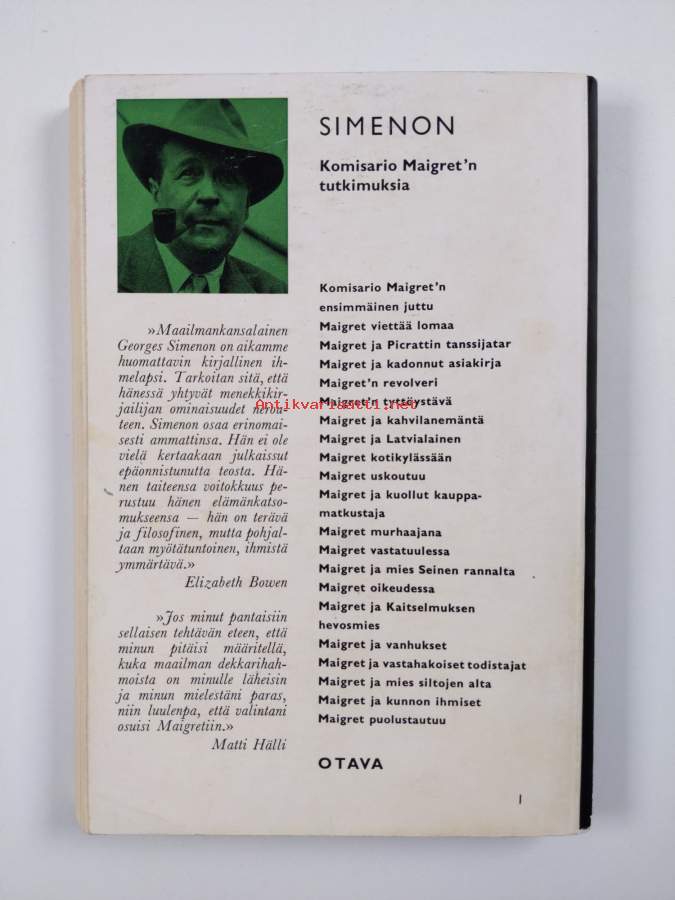 »Maailmankansalainen
Georges Simenon on aikamme
huomattavin kirjallinen ih-
melapsi. Tarkoitan sitä, että
hänessä yhtyvät menekkikir-
jailijan ominaisuudet nerou-
teen. Simenon osaa erinomai-
sesti ammattinsa. Hän ei ole
vielä kertaakaan julkaissut
epäonnistunutta teosta. Hä-
nen taiteensa voitokkuus pe-
rustuu hänen elämänkatso-
mukseensa — hän on terävä
ja filosofinen, mutta pohjal-
taan myötätuntoinen, ihmistä
ymmärtävä.»
Elizabeth Bowen
»Jos minut pantaisiin
sellaisen tehtävän eteen, että
minun pitäisi määritellä,
kuka maailman dekkarihah-
moista on minulle läheisin
ja minun mielestäni paras,
niin luulenpa, että valintani
osuisi Maigretiin.»
Matti Hälli
SIMENON
Komisario Maigret'n
tutkimuksia
Komisario Maigret'n
ensimmäinen juttu
Maigret viettää lomaa
Maigret ja Picrattin tanssijatar
Maigret ja kadonnut asiakirja
Maigret'n revolveri
Maigret'n tyttöystävä
Maigret ja kahvilanemäntä
Maigret ja Latvialainen
Maigret kotikylässään
Maigret uskoutuu
Maigret ja kuollut kauppa-
matkustaja
Maigret murhaajana
Maigret vastatuulessa
Maigret ja mies Seinen rannalta
Maigret oikeudessa
Maigret ja Kaitselmuksen
hevosmies
Maigret ja vanhukset
Maigret ja vastahakoiset todistajat
Maigret ja mies siltojen alta
Maigret ja kunnon ihmiset
Maigret puolustautuu
OTAVA
I
Antikvariaatti.net